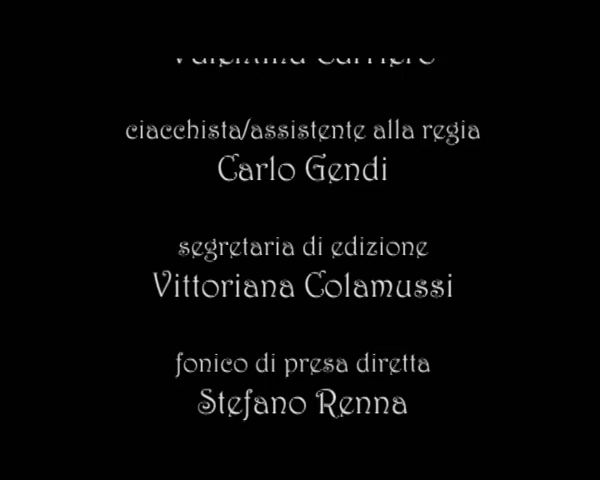 ciacchista/assistente alla regia
Carlo Gendi
segretaria di edizione
Vittoriana Colamussi
fonico di presa diretta
Stefano Renna